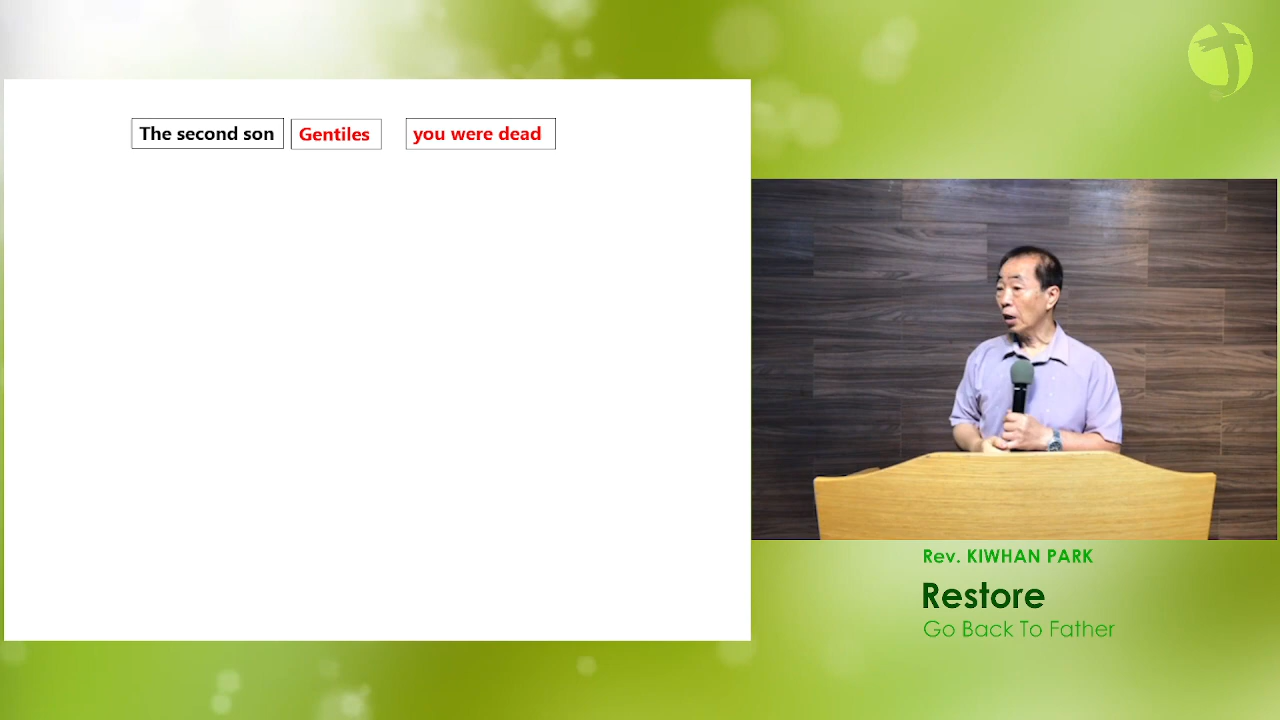 The second son Gentiles you were dead
Rev. KIWHAN PARK
Restore
Go Back To Father